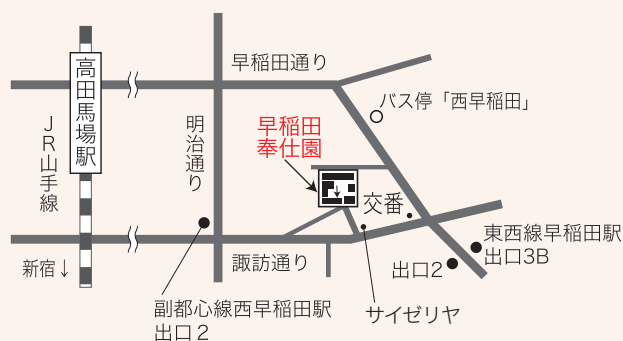 早稲田通り
高田馬場駅
バス停「西早稲田」
JR山手線
明治通り
早稲田
奉仕園
交番
東西線早稲田駅
出口3B
新宿↓
諏訪通り
出口2
副都心線西早稲田駅
出口2
サイゼリヤ